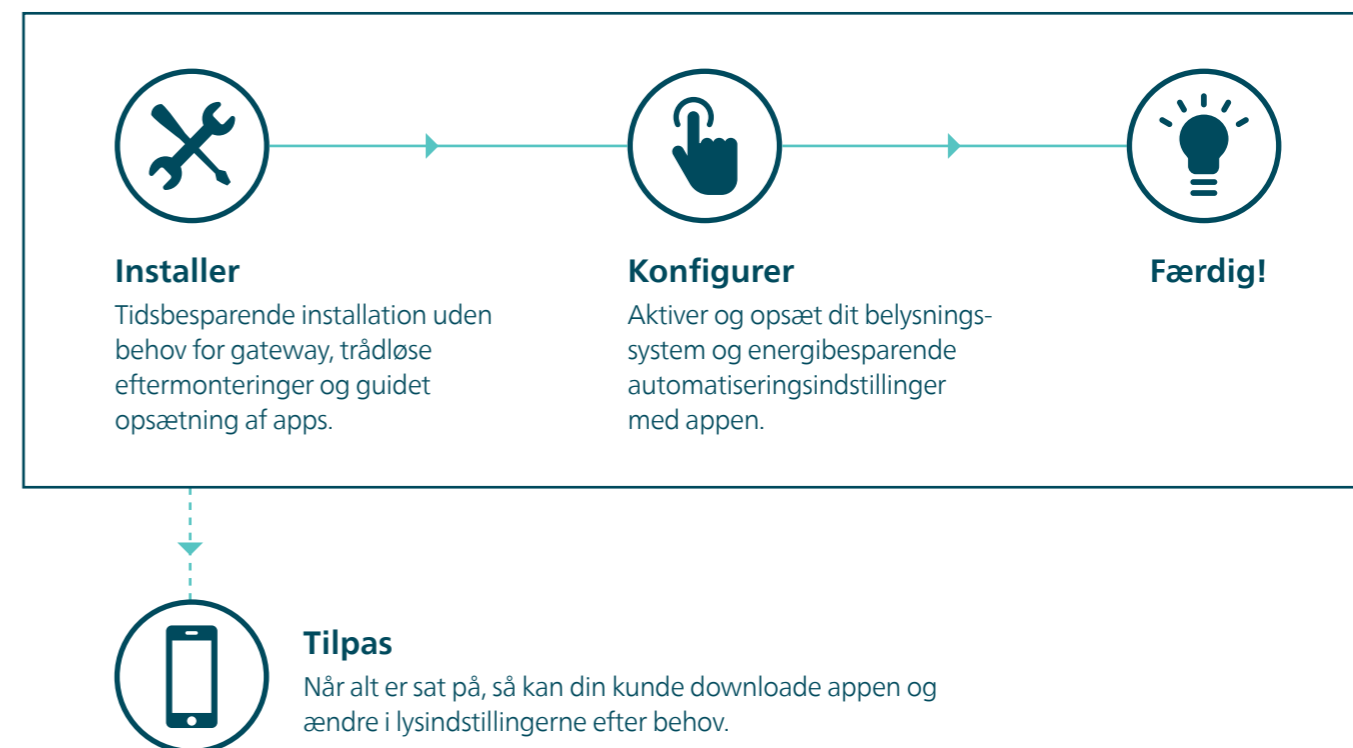 Installer
Tidsbesparende installation uden
behov for gateway, trådløse
eftermonteringer og guidet
opsætning af apps.
Konfigurer
Aktiver og opsæt dit belysnings-
system og energibesparende
automatiseringsindstillinger
med appen.
Færdig!
Tilpas
Når alt er sat på, så kan din kunde downloade appen og
ændre i lysindstillingerne efter behov.